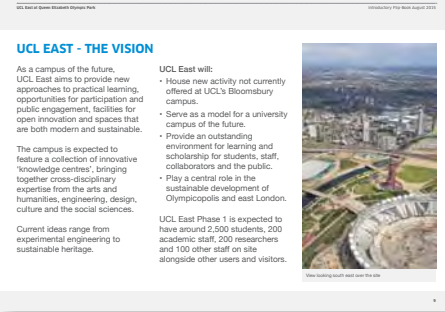 UCL East at Queen Elizabeth Olympic Park
Introductory Flip-Book August 2015
UCL EAST - THE VISION
As a campus of the future,
UCL East aims to provide new
approaches to practical learning,
opportunities for participation and
public engagement, facilities for
open innovation and spaces that
are both modern and sustainable.
The campus is expected to
feature a collection of innovative
‘knowledge centres’, bringing
together cross-disciplinary
expertise from the arts and
humanities, engineering, design,
culture and the social sciences.
Current ideas range from
experimental engineering to
sustainable heritage.
UCL East will:
• House new activity not currently
offered at UCL's Bloomsbury
campus.
• Serve as a model for a university
campus of the future.
• Provide an outstanding
environment for learning and
scholarship for students, staff,
collaborators and the public.
• Play a central role in the
sustainable development of
Olympicopolis and east London.
UCL East Phase 1 is expected to
have around 2,500 students, 200
academic staff, 200 researchers
and 100 other staff on site
alongside other users and visitors.
View looking south east over the site